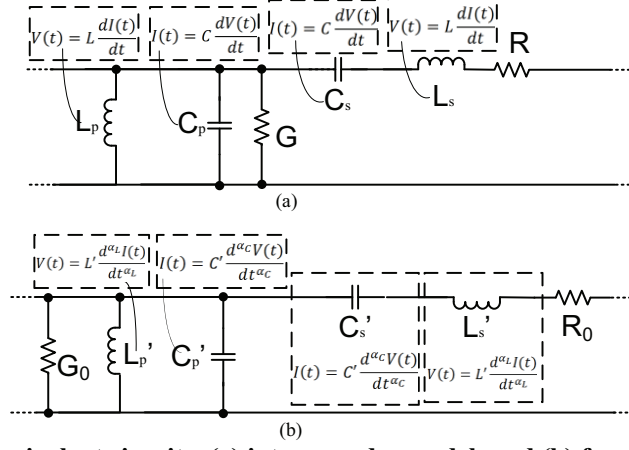 V(t) = L dI(t)/dt
I(t) = C dV(t)/dt
I(t) = C dV(t)/dt
V(t) = L dI(t)/dt
R
Lp
Cp
G
Cs
Ls
(a)
V(t) = L' d^αL I(t)/dt^αL
I(t) = C' d^αC V(t)/dt^αC
G0
Lp'
Cp'
Cs'
Ls'
R0
I(t) = C' d^αC V(t)/dt^αC
V(t) = L' d^αL I(t)/dt^αL
(b)